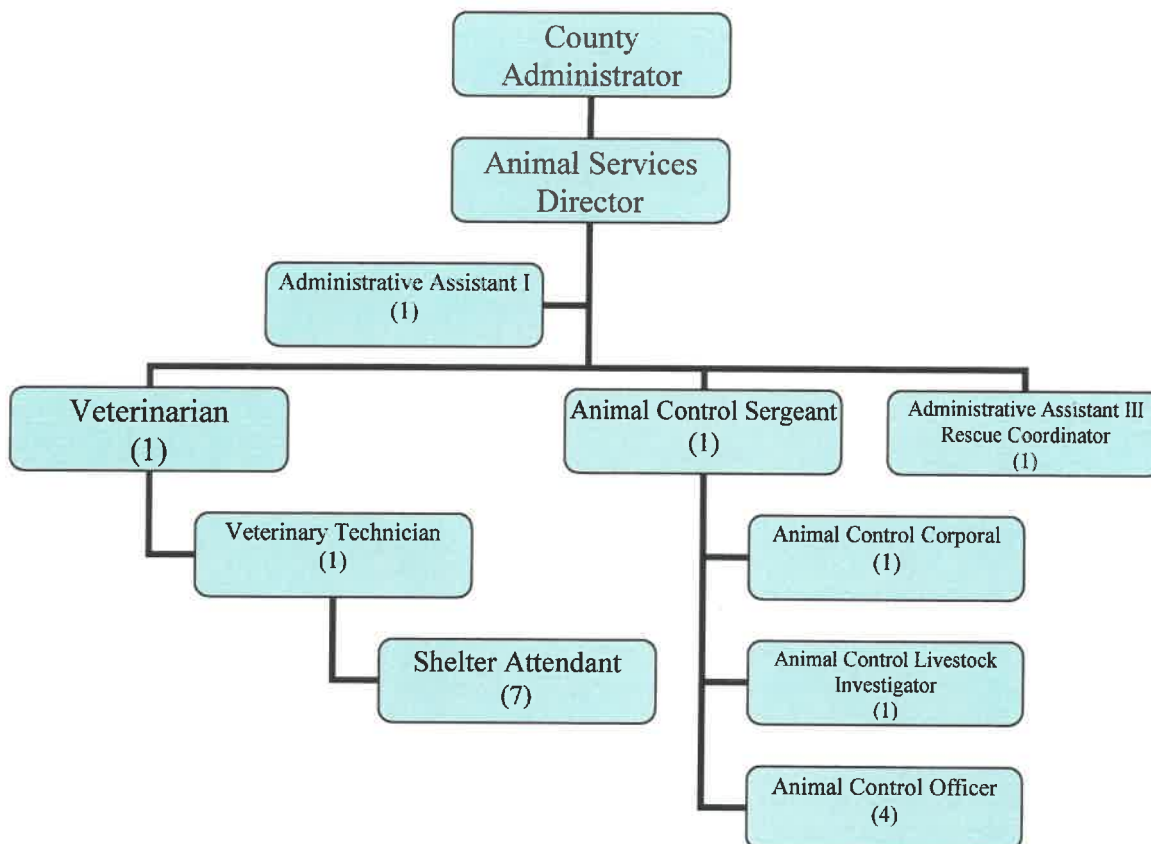 County
Administrator
Animal Services
Director
Administrative Assistant I
(1)
Veterinarian
(1)
Animal Control Sergeant
(1)
Administrative Assistant III
Rescue Coordinator
(1)
Veterinary Technician
(1)
Animal Control Corporal
(1)
Shelter Attendant
(7)
Animal Control Livestock
Investigator
(1)
Animal Control Officer
(4)